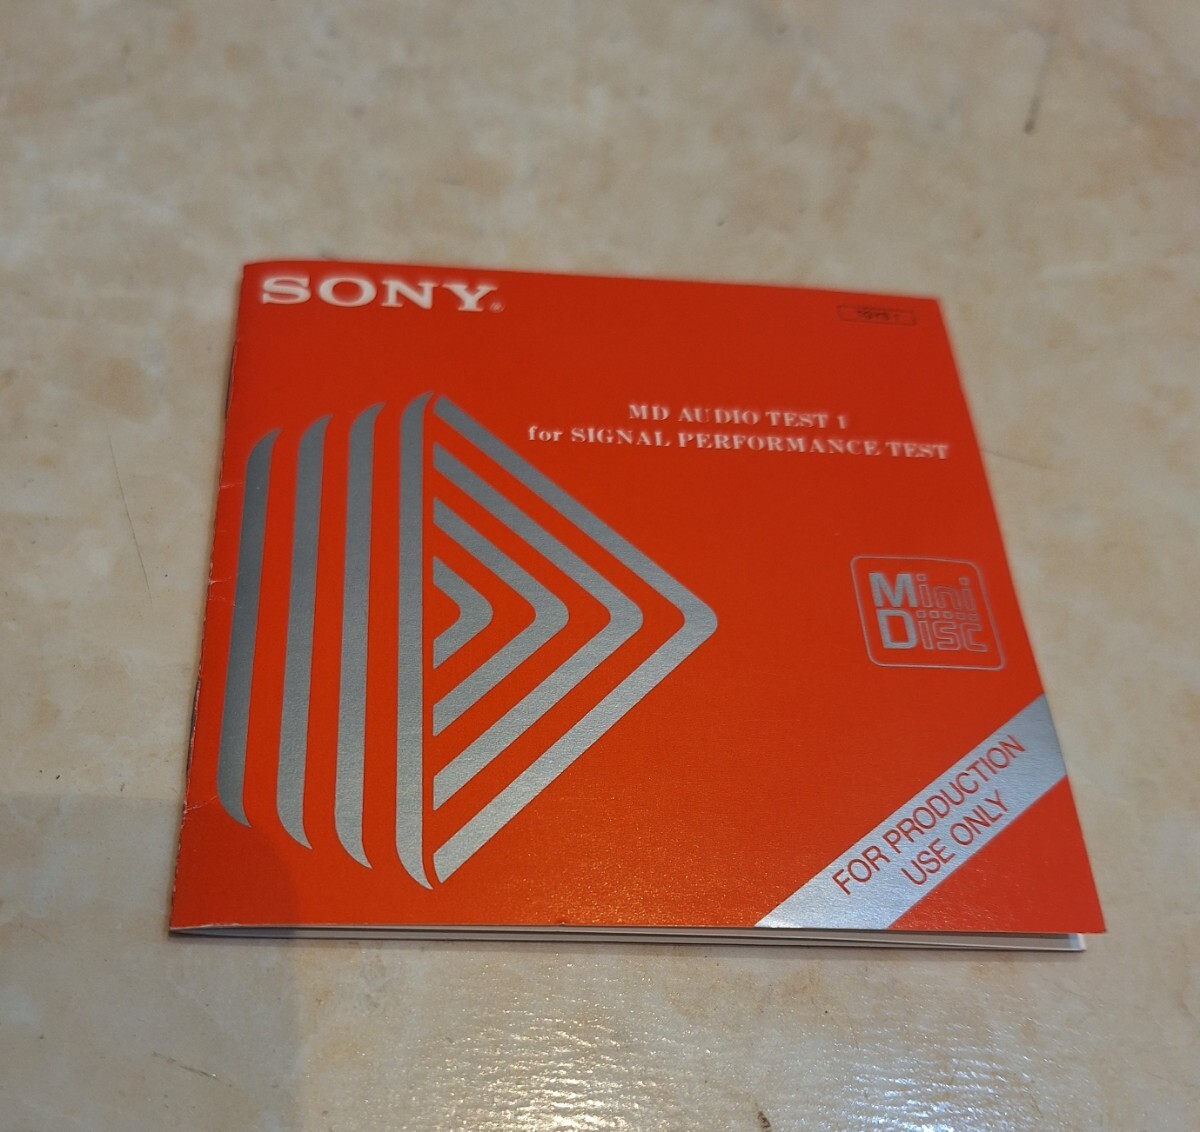 SONY®
MD AUDIO TEST 1
for SIGNAL PERFORMANCE TEST
Mini
Disc
FOR PRODUCTION
USE ONLY